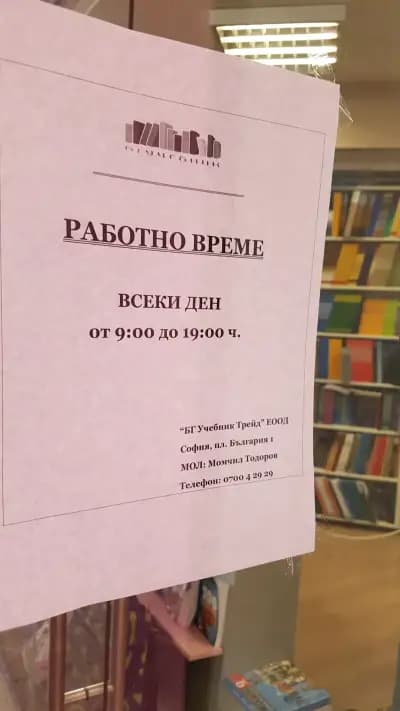 РАБОТНО ВРЕМЕ
ВСЕКИ ДЕН
от 9:00 до 19:00 ч.
“БГ Учебник Трейд” ЕООД
София, пл. България 1
МОЛ: Момчил Тодоров
Телефон: 0700 4 29 29